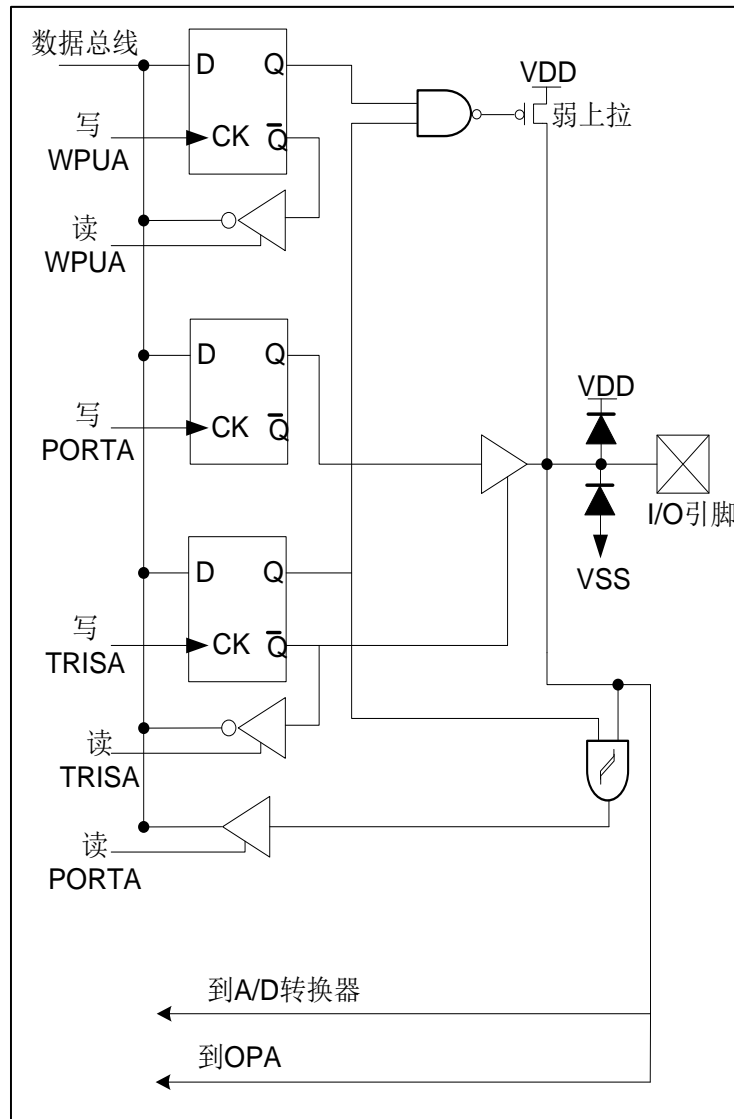 数据总线
D Q
VDD
弱上拉
写
WPUA
CK Q̅
读
WPUA
D Q
VDD
写
PORTA
CK Q̅
I/O引脚
D Q
VSS
写
TRISA
CK Q̅
读
TRISA
读
PORTA
到A/D转换器
到OPA